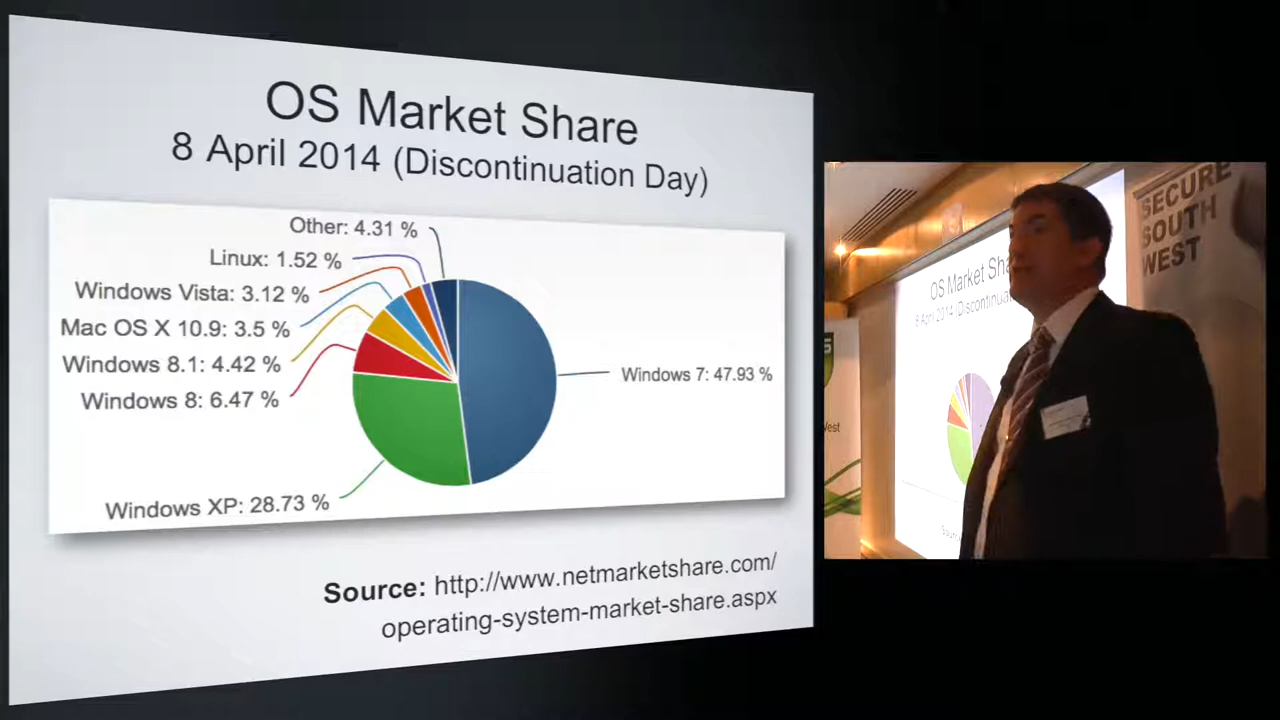 OS Market Share
8 April 2014 (Discontinuation Day)
Other: 4.31 %
Linux: 1.52 %
Windows Vista: 3.12 %
Mac OS X 10.9: 3.5 %
Windows 8.1: 4.42 %
Windows 8: 6.47 %
Windows 7: 47.93 %
Windows XP: 28.73 %
Source: http://www.netmarketshare.com/
operating-system-market-share.aspx
SECURE
SOUTH
WEST
OS Market Sha
8 April 2014 (Discontinuat